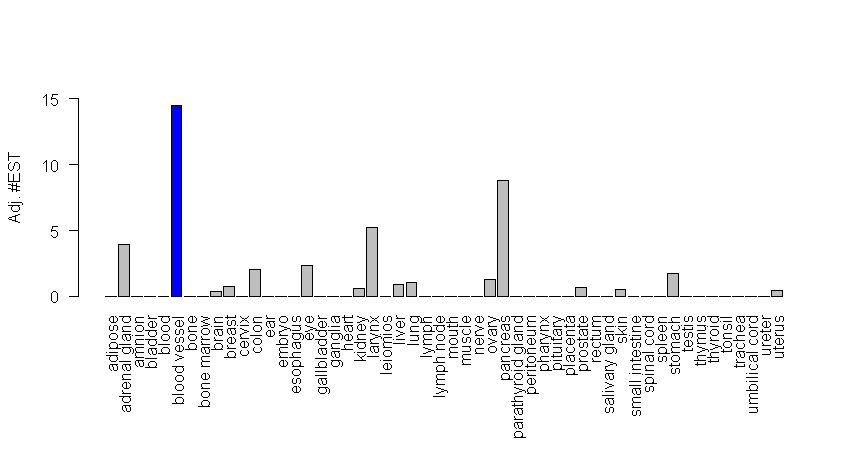 Adj. #EST
15
10
5
0
adipose
adrenal gland
amnion
bladder
blood
blood vessel
bone
bone marrow
brain
breast
cervix
colon
ear
embryo
esophagus
eye
gallbladder
ganglia
heart
kidney
larynx
leiomios
liver
lung
lymph
lymph node
mouth
muscle
nerve
ovary
pancreas
parathyroid gland
peritoneum
pharynx
pituitary
placenta
prostate
rectum
salivary gland
skin
small intestine
spinal cord
spleen
stomach
testis
thymus
thyroid
tonsil
trachea
umbilical cord
ureter
uterus